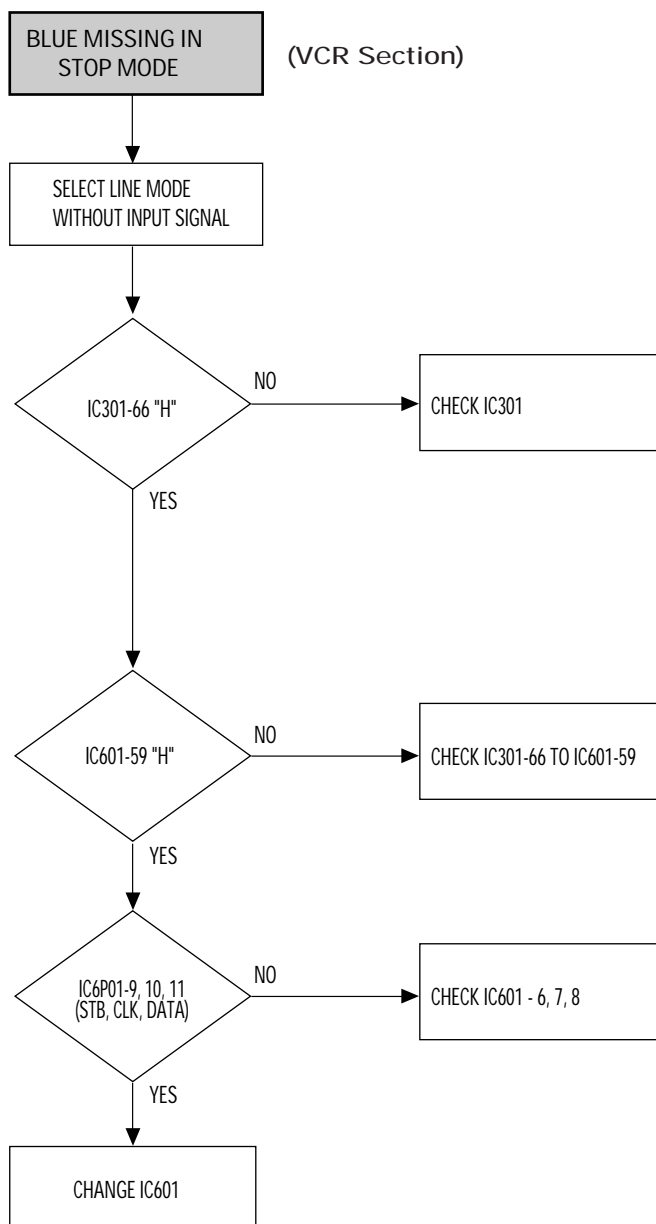 BLUE MISSING IN
STOP MODE
(VCR Section)
SELECT LINE MODE
WITHOUT INPUT SIGNAL
IC301-66 "H"
NO
CHECK IC301
YES
IC601-59 "H"
NO
CHECK IC301-66 TO IC601-59
YES
IC6P01-9, 10, 11
(STB, CLK, DATA)
NO
CHECK IC601 - 6, 7, 8
YES
CHANGE IC601